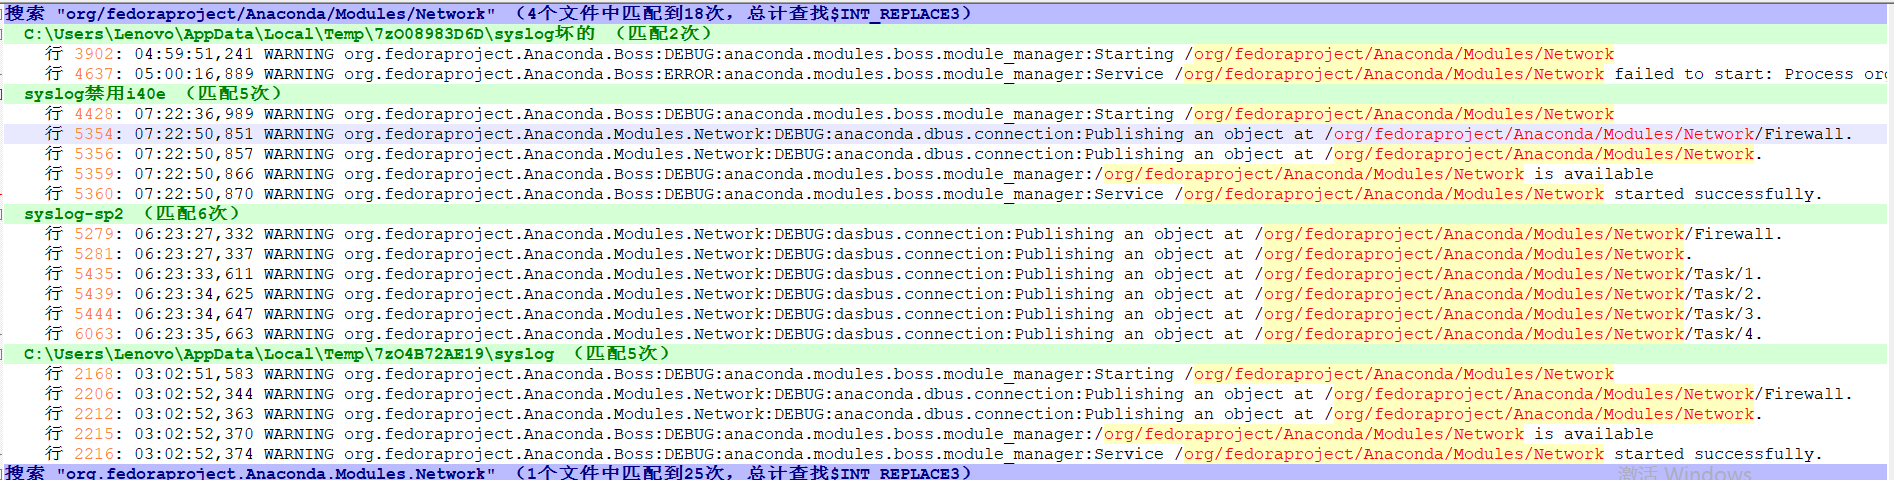 搜索 "org/fedoraproject/Anaconda/Modules/Network" （4个文件中匹配到18次，总计查找$INT_REPLACE3）
C:\Users\Lenovo\AppData\Local\Temp\7zO08983D6D\syslog坏的 （匹配2次）
行 3902: 04:59:51,241 WARNING org.fedoraproject.Anaconda.Boss:DEBUG:anaconda.modules.boss.module_manager:Starting /org/fedoraproject/Anaconda/Modules/Network
行 4637: 05:00:16,889 WARNING org.fedoraproject.Anaconda.Boss:ERROR:anaconda.modules.boss.module_manager:Service /org/fedoraproject/Anaconda/Modules/Network failed to start: Process orc
syslog禁用i40e （匹配5次）
行 4428: 07:22:36,989 WARNING org.fedoraproject.Anaconda.Boss:DEBUG:anaconda.modules.boss.module_manager:Starting /org/fedoraproject/Anaconda/Modules/Network
行 5354: 07:22:50,851 WARNING org.fedoraproject.Anaconda.Modules.Network:DEBUG:anaconda.dbus.connection:Publishing an object at /org/fedoraproject/Anaconda/Modules/Network/Firewall.
行 5356: 07:22:50,857 WARNING org.fedoraproject.Anaconda.Modules.Network:DEBUG:anaconda.dbus.connection:Publishing an object at /org/fedoraproject/Anaconda/Modules/Network.
行 5359: 07:22:50,866 WARNING org.fedoraproject.Anaconda.Boss:DEBUG:anaconda.modules.boss.module_manager:/org/fedoraproject/Anaconda/Modules/Network is available
行 5360: 07:22:50,870 WARNING org.fedoraproject.Anaconda.Boss:DEBUG:anaconda.modules.boss.module_manager:Service /org/fedoraproject/Anaconda/Modules/Network started successfully.
syslog-sp2 （匹配6次）
行 5279: 06:23:27,332 WARNING org.fedoraproject.Anaconda.Modules.Network:DEBUG:dasbus.connection:Publishing an object at /org/fedoraproject/Anaconda/Modules/Network/Firewall.
行 5281: 06:23:27,337 WARNING org.fedoraproject.Anaconda.Modules.Network:DEBUG:dasbus.connection:Publishing an object at /org/fedoraproject/Anaconda/Modules/Network.
行 5435: 06:23:33,611 WARNING org.fedoraproject.Anaconda.Modules.Network:DEBUG:dasbus.connection:Publishing an object at /org/fedoraproject/Anaconda/Modules/Network/Task/1.
行 5439: 06:23:34,625 WARNING org.fedoraproject.Anaconda.Modules.Network:DEBUG:dasbus.connection:Publishing an object at /org/fedoraproject/Anaconda/Modules/Network/Task/2.
行 5444: 06:23:34,647 WARNING org.fedoraproject.Anaconda.Modules.Network:DEBUG:dasbus.connection:Publishing an object at /org/fedoraproject/Anaconda/Modules/Network/Task/3.
行 6063: 06:23:35,663 WARNING org.fedoraproject.Anaconda.Modules.Network:DEBUG:dasbus.connection:Publishing an object at /org/fedoraproject/Anaconda/Modules/Network/Task/4.
C:\Users\Lenovo\AppData\Local\Temp\7zO4B72AE19\syslog （匹配5次）
行 2168: 03:02:51,583 WARNING org.fedoraproject.Anaconda.Boss:DEBUG:anaconda.modules.boss.module_manager:Starting /org/fedoraproject/Anaconda/Modules/Network
行 2206: 03:02:52,344 WARNING org.fedoraproject.Anaconda.Modules.Network:DEBUG:anaconda.dbus.connection:Publishing an object at /org/fedoraproject/Anaconda/Modules/Network/Firewall.
行 2212: 03:02:52,363 WARNING org.fedoraproject.Anaconda.Modules.Network:DEBUG:anaconda.dbus.connection:Publishing an object at /org/fedoraproject/Anaconda/Modules/Network.
行 2215: 03:02:52,370 WARNING org.fedoraproject.Anaconda.Boss:DEBUG:anaconda.modules.boss.module_manager:/org/fedoraproject/Anaconda/Modules/Network is available
行 2216: 03:02:52,374 WARNING org.fedoraproject.Anaconda.Boss:DEBUG:anaconda.modules.boss.module_manager:Service /org/fedoraproject/Anaconda/Modules/Network started successfully.
搜索 "org.fedoraproject.Anaconda.Modules.Network" （1个文件中匹配到25次，总计查找$INT_REPLACE3）
激活 Windows